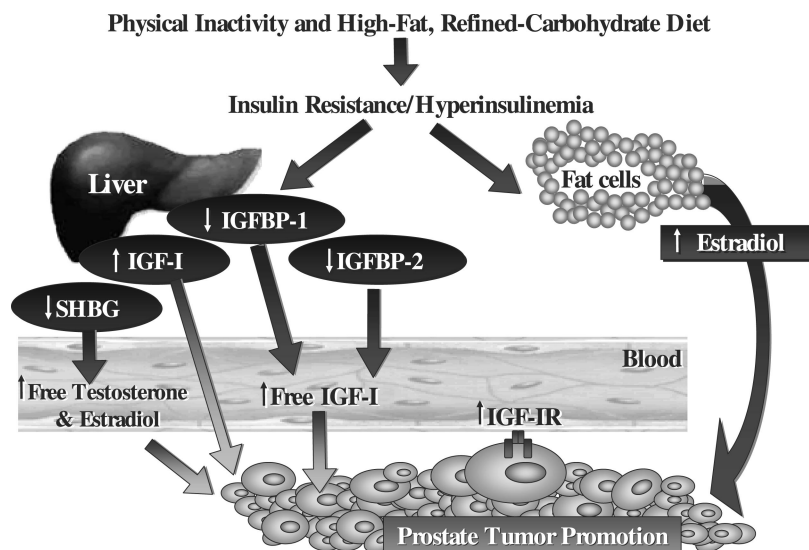 Physical Inactivity and High-Fat, Refined-Carbohydrate Diet
Insulin Resistance/Hyperinsulinemia
Liver
Fat cells
↓ IGFBP-1
↑ Estradiol
↑ IGF-I
↓IGFBP-2
↓SHBG
Blood
↑Free Testosterone
& Estradiol
↑Free IGF-I
↑IGF-IR
Prostate Tumor Promotion